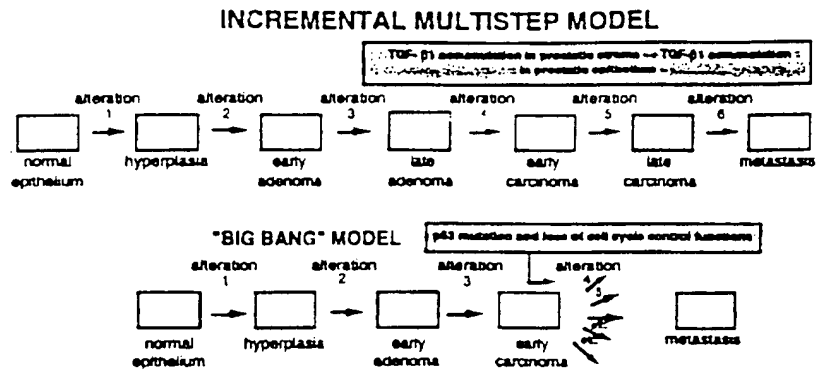 INCREMENTAL MULTISTEP MODEL
TGF-β1 accumulation in prostatic stroma → TGF-β1 accumulation
in prostatic epithelium
alteration alteration alteration alteration alteration alteration
1 2 3 4 5 6
normal epithelium hyperplasia early adenoma late adenoma early carcinoma late carcinoma metastasis
"BIG BANG" MODEL
p53 mutation and loss of cell cycle control functions
alteration alteration alteration alteration
1 2 3 4
5
normal epithelium hyperplasia early adenoma early carcinoma metastasis